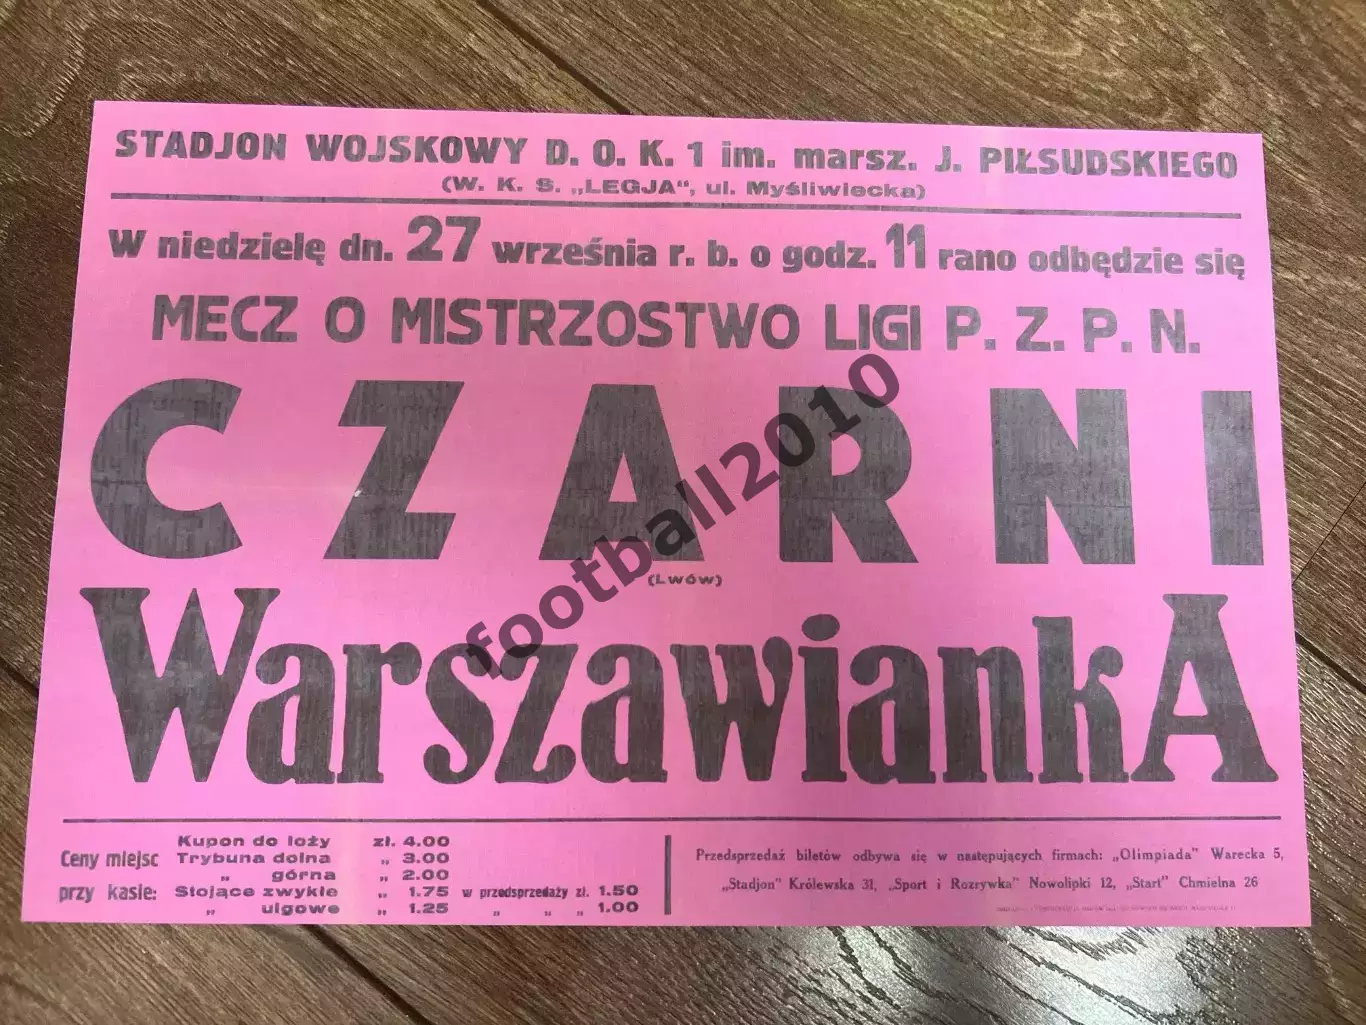 STADJON WOJSKOWY D. O. K. 1 im. marsz. J. PIŁSUDSKIEGO
(W. K. S. „LEGJA", ul. Myśliwiecka)
W niedzielę dn. 27 września r. b. o godz. 11 rano odbędzie się
MECZ O MISTRZOSTWO LIGI P. Z. P. N.
CZARNI
(Lwów)
WarszawiankA
Ceny miejsc
przy kasie:
Kupon do loży zł. 4.00
Trybuna dolna „ 3.00
„ górna „ 2.00
Stojące zwykłe „ 1.75 w przedsprzedaży zł. 1.50
„ ulgowe „ 1.25 „ „ „ 1.00
Przedsprzedaż biletów odbywa się w następujących firmach: „Olimpiada" Warecka 5,
„Stadjon" Królewska 31, „Sport i Rozrywka" Nowolipki 12, „Start" Chmielna 26
football2010